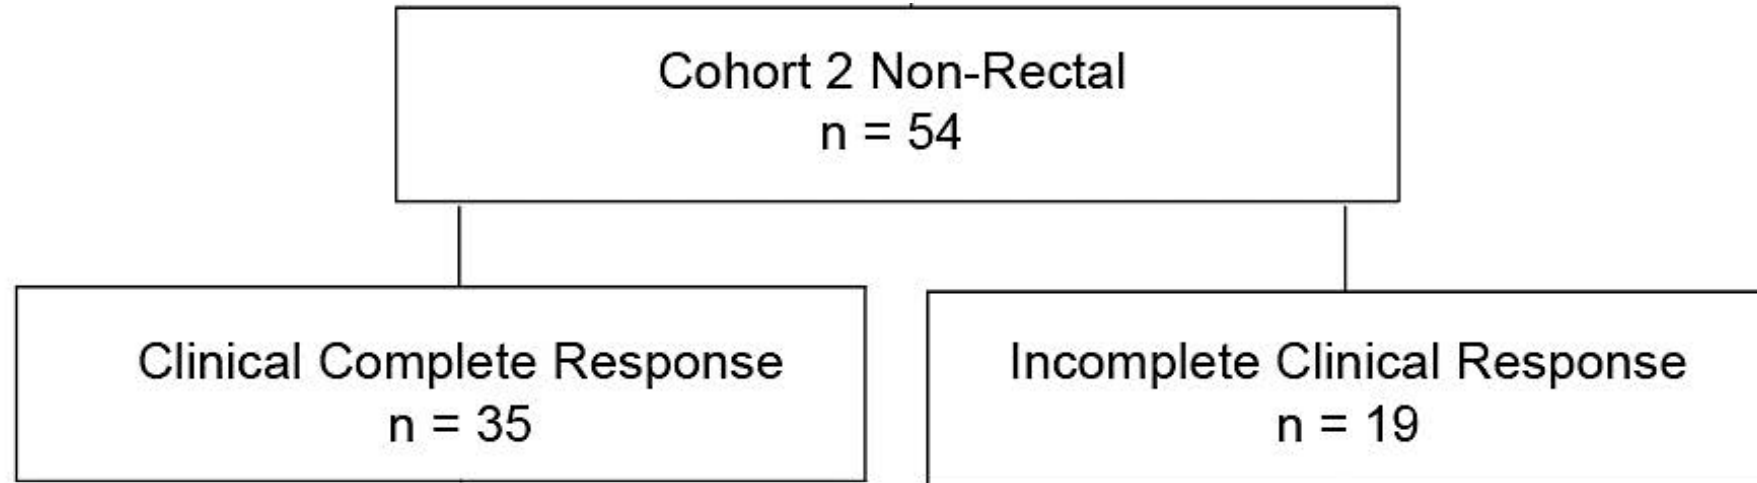 Cohort 2 Non-Rectal
n = 54
Clinical Complete Response
n = 35
Incomplete Clinical Response
n = 19